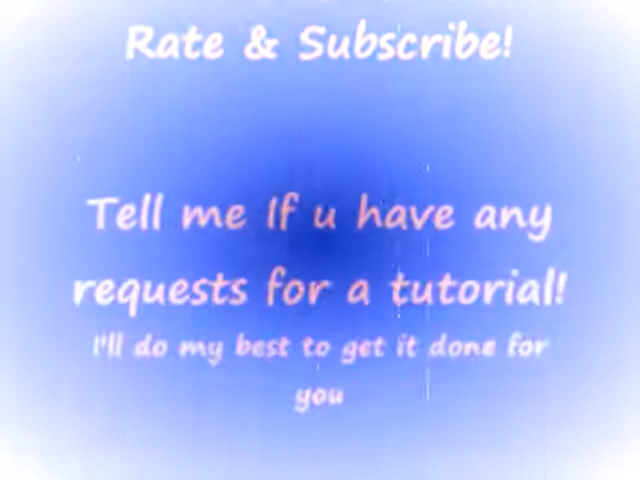 Rate & Subscribe!
Tell me If u have any
requests for a tutorial!
I'll do my best to get it done for
you